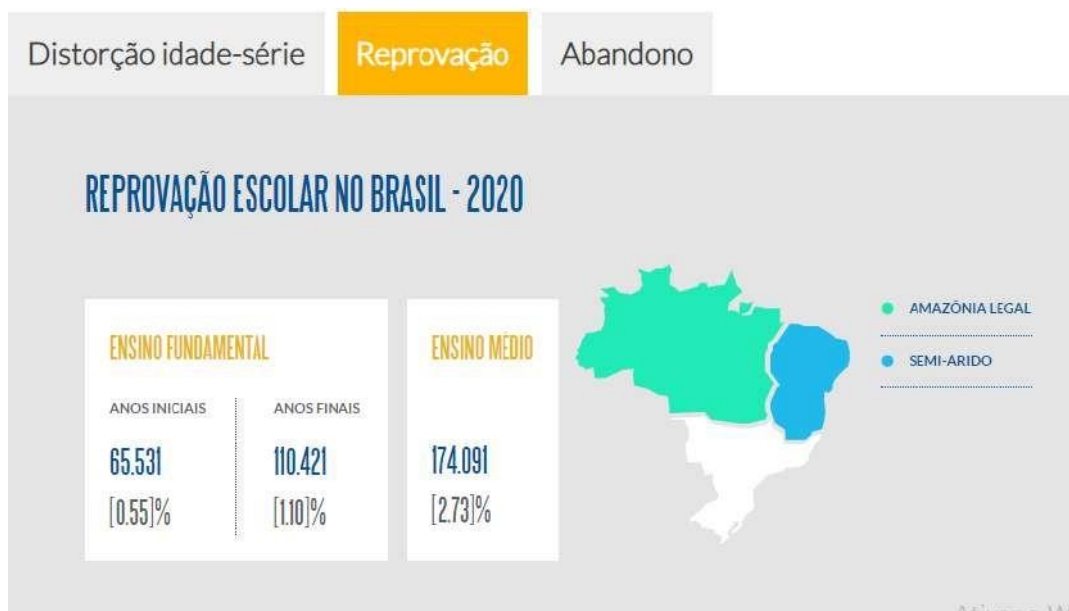 Distorção idade-série
Reprovação
Abandono
REPROVAÇÃO ESCOLAR NO BRASIL - 2020
ENSINO FUNDAMENTAL
ANOS INICIAIS
ANOS FINAIS
65.531
110.421
[0.55]%
[1.10]%
ENSINO MÉDIO
174.091
[2.73]%
AMAZÔNIA LEGAL
SEMI-ARIDO